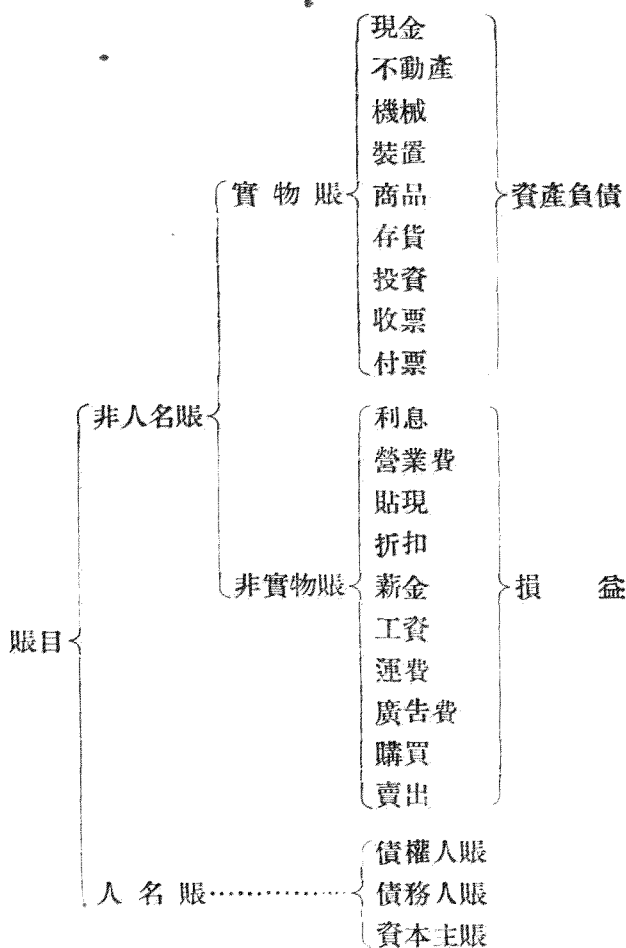 現金
不動產
機械
裝置
實物賬 商品 資產負債
存貨
投資
收票
付票
非人名賬 利息
營業費
貼現
折扣
非實物賬 薪金 損益
賬目 工資
運費
廣告費
購買
賣出
債權人賬
人名賬 債務人賬
資本主賬